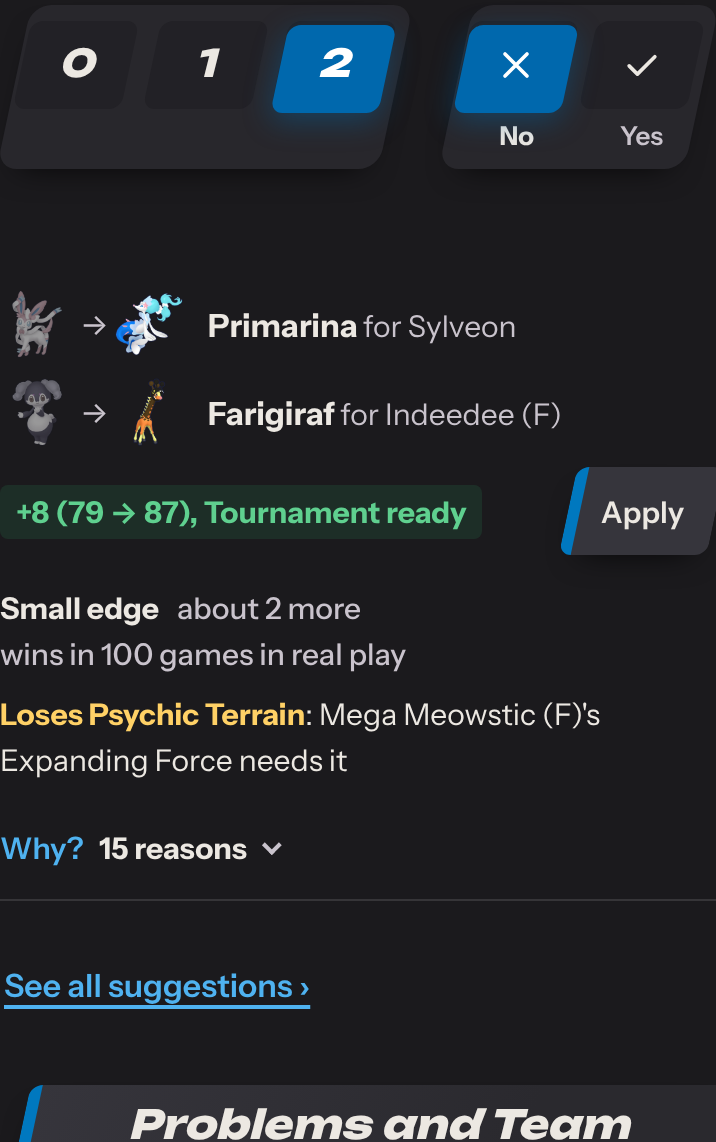 0 1 2
No Yes
→ Primarina for Sylveon
→ Farigiraf for Indeedee (F)
+8 (79 → 87), Tournament ready
Apply
Small edge about 2 more
wins in 100 games in real play
Loses Psychic Terrain: Mega Meowstic (F)'s
Expanding Force needs it
Why? 15 reasons
See all suggestions ›
Problems and Team